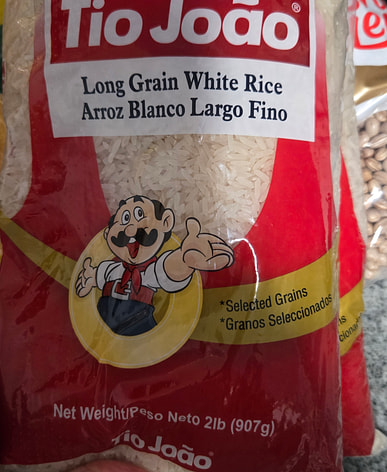 Tio João®
Long Grain White Rice
Arroz Blanco Largo Fino
*Selected Grains
*Granos Seleccionados
Net Weight/Peso Neto 2lb (907g)
Tio João